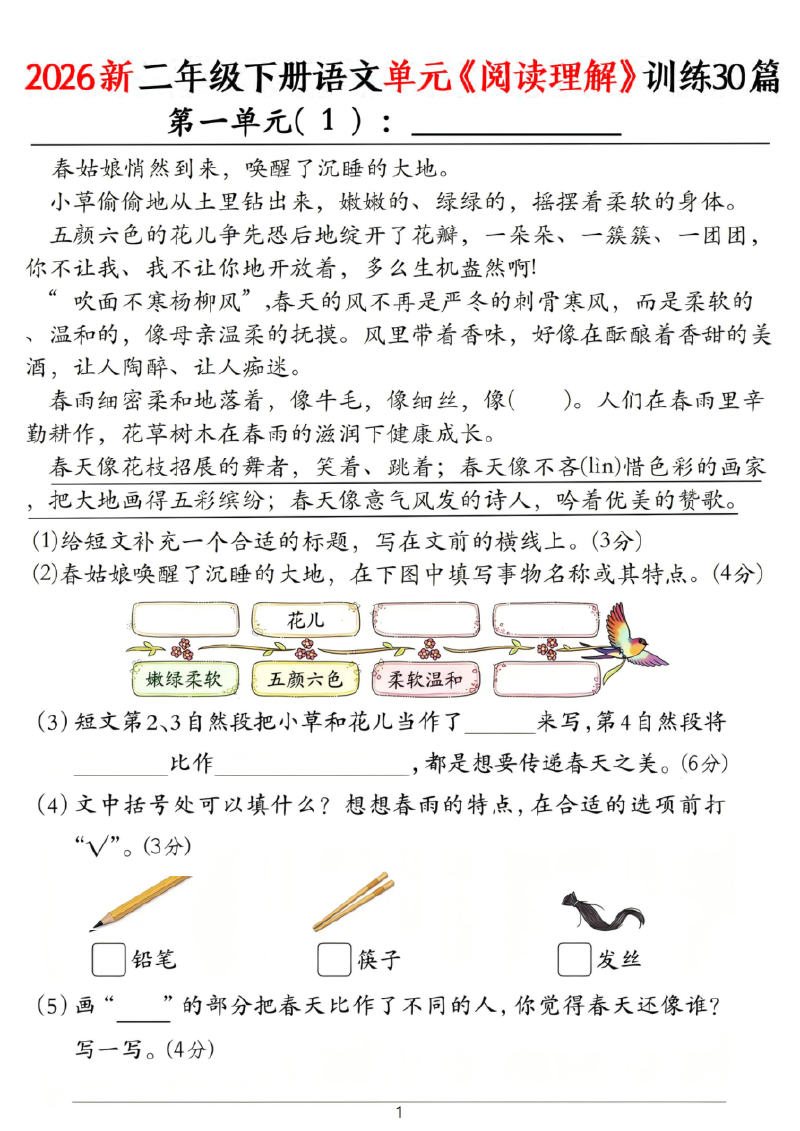 2026新二年级下册语文单元《阅读理解》训练30篇
第一单元( 1 ) ：
春姑娘悄然到来，唤醒了沉睡的大地。
小草偷偷地从土里钻出来，嫩嫩的、绿绿的，摇摆着柔软的身体。
五颜六色的花儿争先恐后地绽开了花瓣，一朵朵、一簇簇、一团团，
你不让我、我不让你地开放着，多么生机盎然啊!
“ 吹面不寒杨柳风”,春天的风不再是严冬的刺骨寒风，而是柔软的
、温和的，像母亲温柔的抚摸。风里带着香味，好像在酝酿着香甜的美
酒，让人陶醉、让人痴迷。
春雨细密柔和地落着，像牛毛，像细丝，像( )。人们在春雨里辛
勤耕作，花草树木在春雨的滋润下健康成长。
春天像花枝招展的舞者，笑着、跳着；春天像不吝(lìn)惜色彩的画家
，把大地画得五彩缤纷；春天像意气风发的诗人，吟着优美的赞歌。
(1)给短文补充一个合适的标题，写在文前的横线上。(3分)
(2)春姑娘唤醒了沉睡的大地，在下图中填写事物名称或其特点。(4分)
花儿
嫩绿柔软 五颜六色 柔软温和
(3) 短文第2、3自然段把小草和花儿当作了______来写,第4自然段将
________比作________________,都是想要传递春天之美。(6分)
(4) 文中括号处可以填什么？想想春雨的特点,在合适的选项前打
“√”。(3分)
铅笔 筷子 发丝
(5) 画“____”的部分把春天比作了不同的人,你觉得春天还像谁?
写一写。(4分)
1